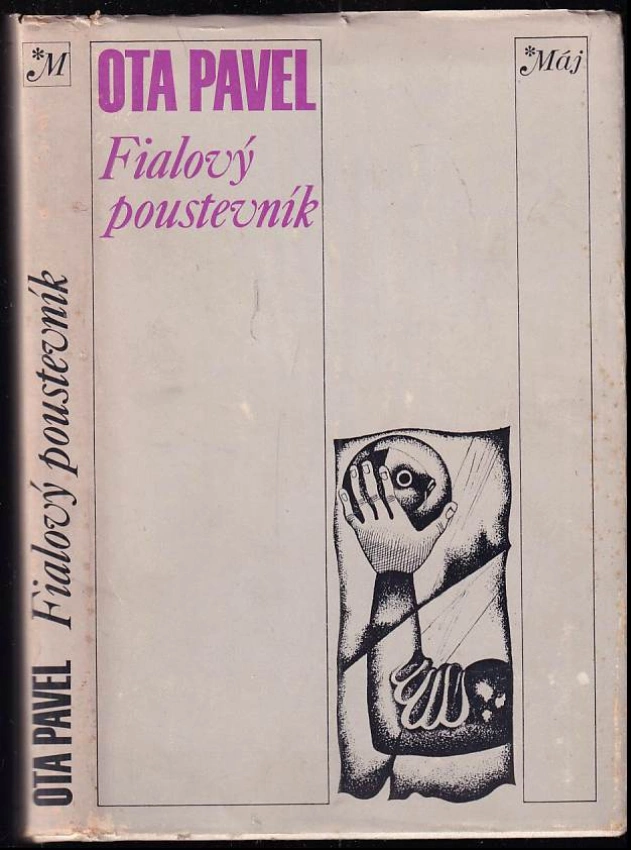 *M
OTA PAVEL
Fialový
poustevník
*Máj
OTA PAVEL Fialový poustevník